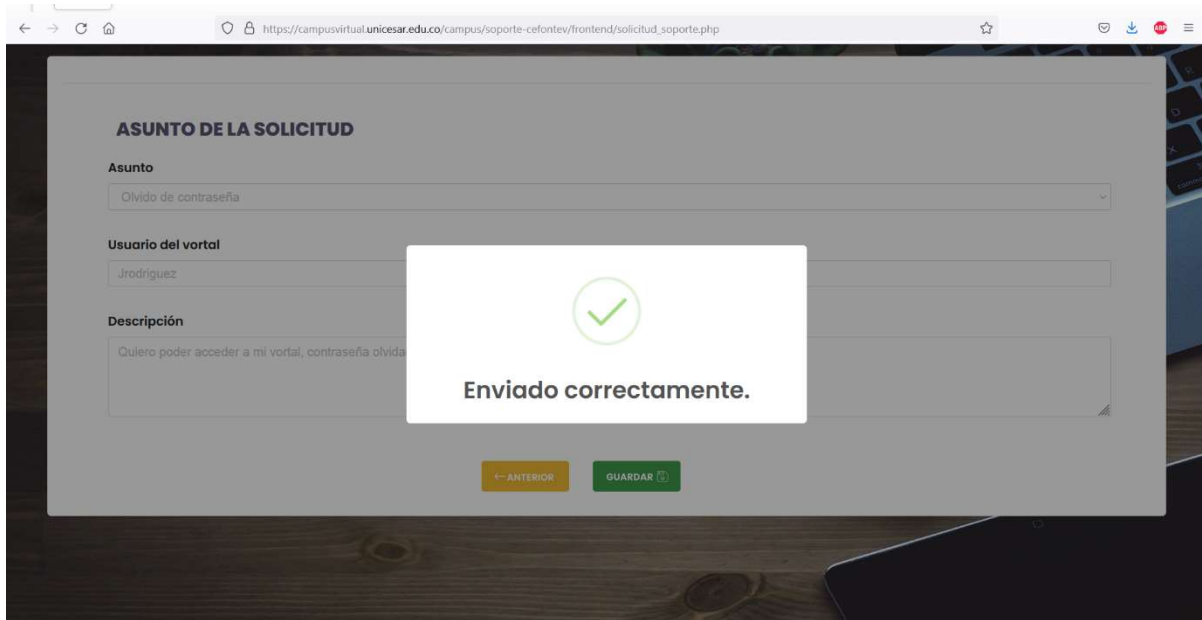 https://campusvirtual.unicesar.edu.co/campus/soporte-cefontev/frontend/solicitud_soporte.php
ABP
ASUNTO DE LA SOLICITUD
Asunto
Olvido de contraseña
Usuario del vortal
Jrodriguez
Descripción
Quiero poder acceder a mi vortal, contraseña olvida
Enviado correctamente.
←ANTERIOR
GUARDAR